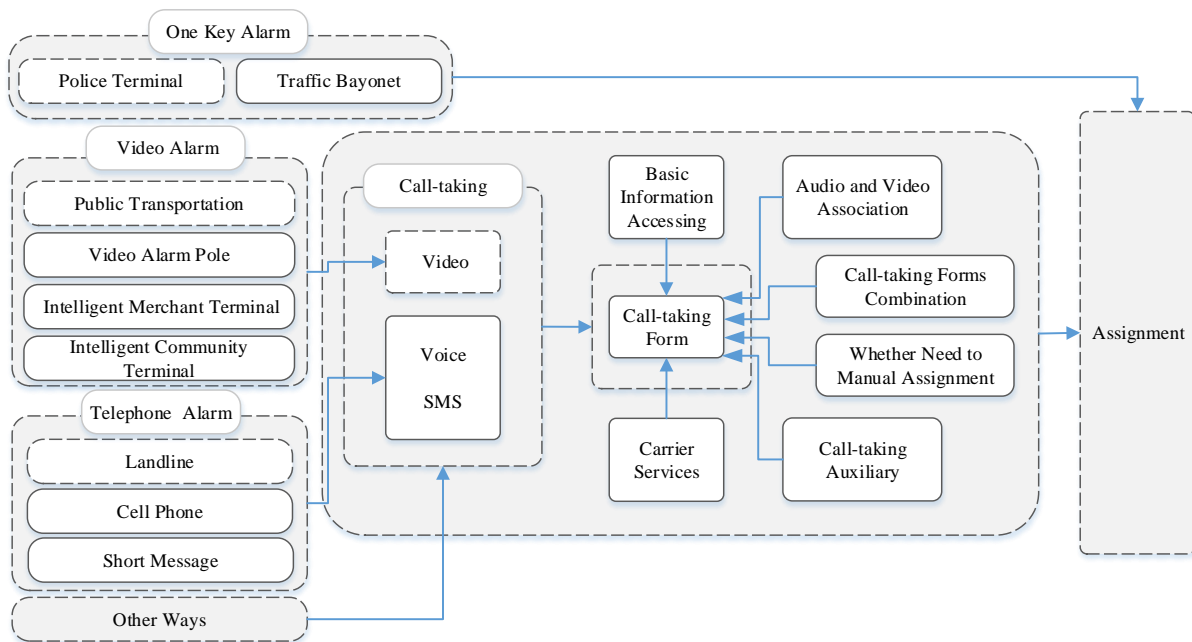 One Key Alarm
Police Terminal
Traffic Bayonet
Video Alarm
Public Transportation
Video Alarm Pole
Intelligent Merchant Terminal
Intelligent Community
Terminal
Telephone Alarm
Landline
Cell Phone
Short Message
Other Ways
Call-taking
Video
Voice
SMS
Basic
Information
Accessing
Call-taking
Form
Carrier
Services
Audio and Video
Association
Call-taking Forms
Combination
Whether Need to
Manual Assignment
Call-taking
Auxiliary
Assignment